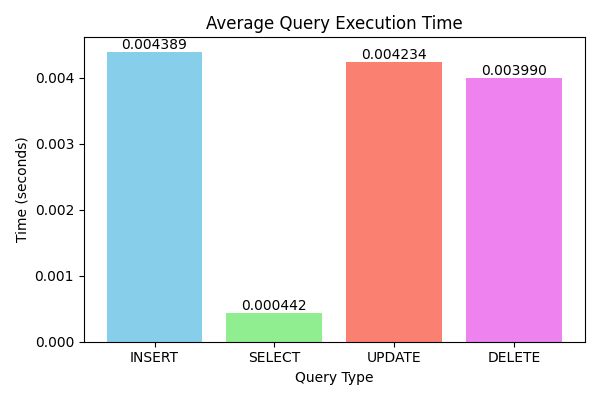 Average Query Execution Time
0.004389
0.000442
0.004234
0.003990
Time (seconds)
0.004
0.003
0.002
0.001
0.000
INSERT SELECT UPDATE DELETE
Query Type